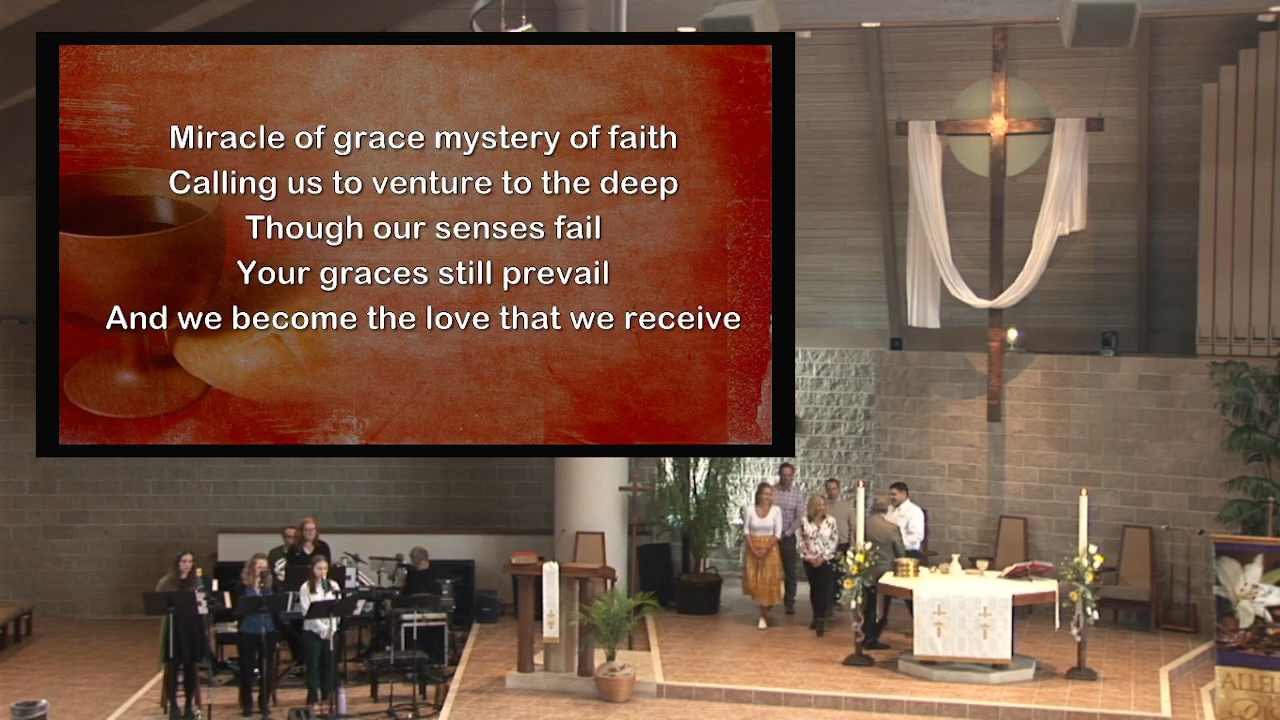 Miracle of grace mystery of faith
Calling us to venture to the deep
Though our senses fail
Your graces still prevail
And we become the love that we receive